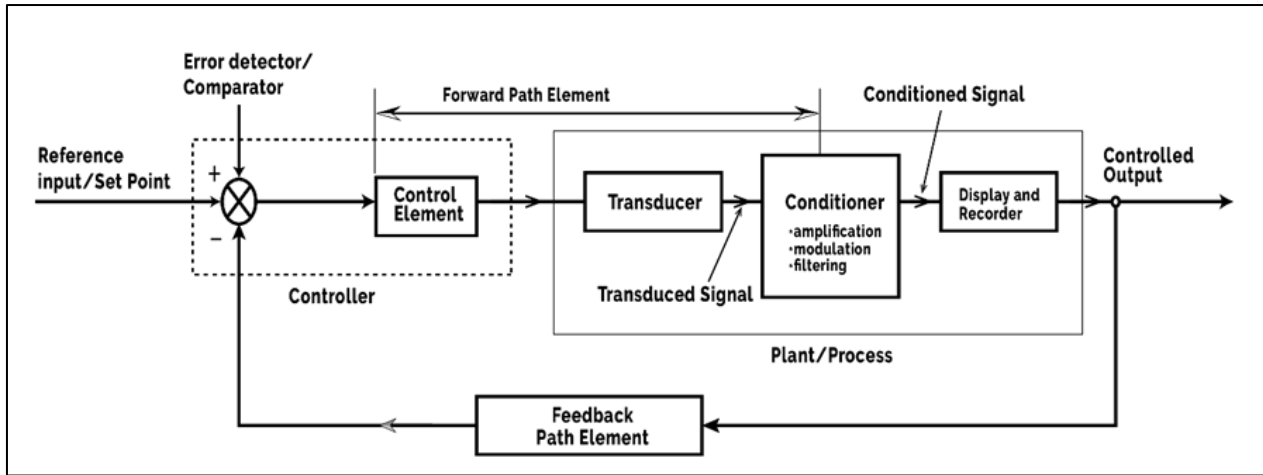 Error detector/
Comparator
Forward Path Element
Conditioned Signal
Reference
input/Set Point
+
−
Control
Element
Controller
Transducer
Transduced Signal
Conditioner
•amplification
•modulation
•filtering
Display and
Recorder
Controlled
Output
Plant/Process
Feedback
Path Element